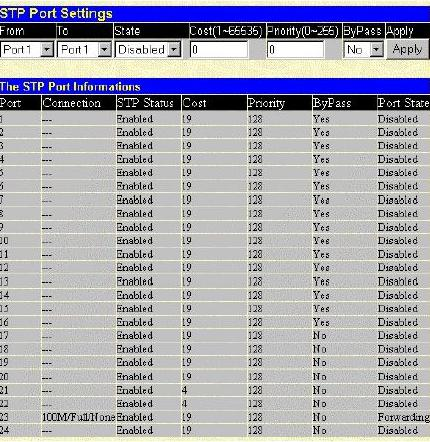 STP Port Settings
From To State Cost(1~65535) Priority(0~255) ByPass Apply
Port 1 Port 1 Disabled 0 0 No Apply
The STP Port Informations
Port Connection STP Status Cost Priority ByPass Port State
1 --- Enabled 19 128 Yes Disabled
2 --- Enabled 19 128 Yes Disabled
3 --- Enabled 19 128 Yes Disabled
4 --- Enabled 19 128 Yes Disabled
5 --- Enabled 19 128 Yes Disabled
6 --- Enabled 19 128 Yes Disabled
7 --- Enabled 19 128 Yes Disabled
8 --- Enabled 19 128 Yes Disabled
9 --- Enabled 19 128 Yes Disabled
10 --- Enabled 19 128 Yes Disabled
11 --- Enabled 19 128 Yes Disabled
12 --- Enabled 19 128 Yes Disabled
13 --- Enabled 19 128 Yes Disabled
14 --- Enabled 19 128 Yes Disabled
15 --- Enabled 19 128 Yes Disabled
16 --- Enabled 19 128 Yes Disabled
17 --- Enabled 19 128 No Disabled
18 --- Enabled 19 128 No Disabled
19 --- Enabled 19 128 No Disabled
20 --- Enabled 19 128 No Disabled
21 --- Enabled 4 128 No Disabled
22 --- Enabled 4 128 No Disabled
23 100M/Full/None Enabled 19 128 No Forwarding
24 --- Enabled 19 128 No Disabled